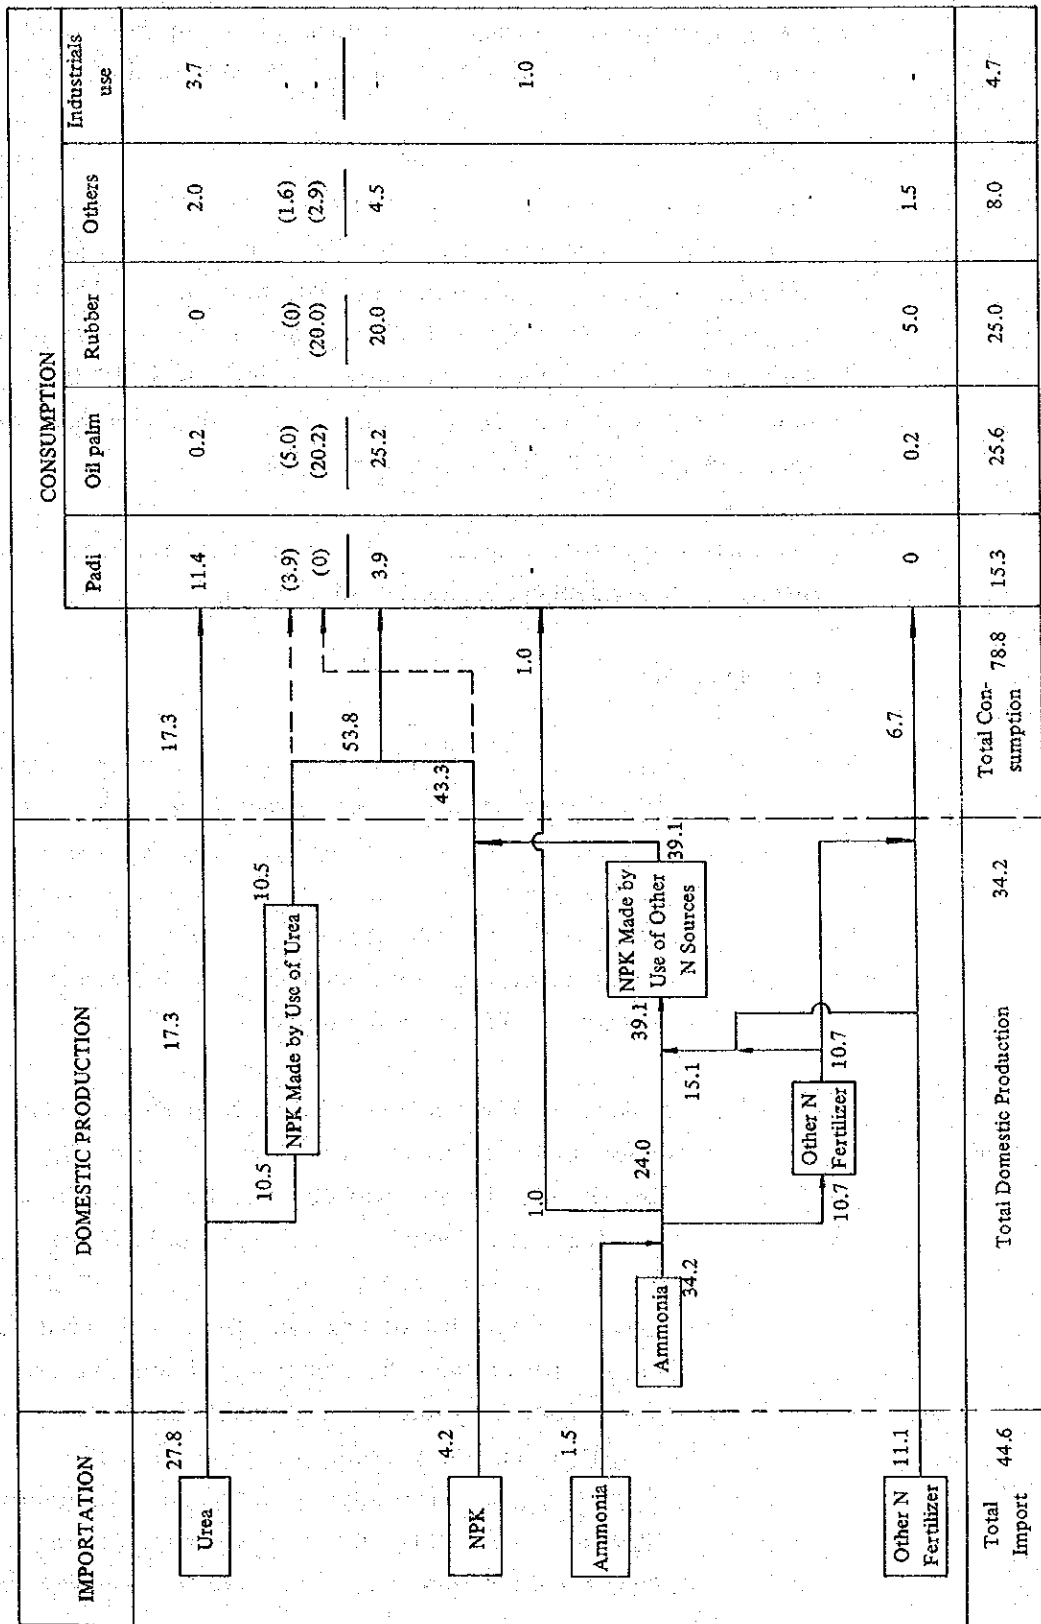 IMPORTATION
DOMESTIC PRODUCTION
CONSUMPTION
Padi
Oil palm
Rubber
Others
Industrials
use
Urea
27.8
17.3
17.3
11.4
0.2
0
2.0
3.7
10.5
NPK Made by Use of Urea
10.5
(3.9)
(5.0)
(0)
(1.6)
-
(0)
(20.2)
(20.0)
(2.9)
-
53.8
3.9
25.2
20.0
4.5
-
NPK
4.2
43.3
Ammonia
1.5
1.0
1.0
-
-
-
-
1.0
Ammonia
34.2
24.0
39.1
NPK Made by
Use of Other
N Sources
39.1
15.1
10.7
Other N
Fertilizer
10.7
Other N
Fertilizer
11.1
6.7
0
0.2
5.0
1.5
-
Total
Import
44.6
Total Domestic Production
34.2
Total Con-
sumption
78.8
15.3
25.6
25.0
8.0
4.7